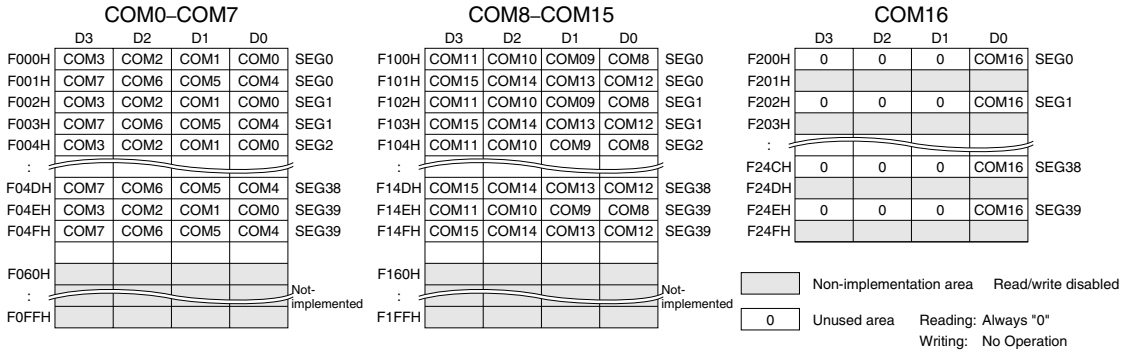 COM0–COM7
D3 D2 D1 D0
F000H COM3 COM2 COM1 COM0 SEG0
F001H COM7 COM6 COM5 COM4 SEG0
F002H COM3 COM2 COM1 COM0 SEG1
F003H COM7 COM6 COM5 COM4 SEG1
F004H COM3 COM2 COM1 COM0 SEG2
:
F04DH COM7 COM6 COM5 COM4 SEG38
F04EH COM3 COM2 COM1 COM0 SEG39
F04FH COM7 COM6 COM5 COM4 SEG39
F060H
: Not-
implemented
F0FFH
COM8–COM15
D3 D2 D1 D0
F100H COM11 COM10 COM09 COM8 SEG0
F101H COM15 COM14 COM13 COM12 SEG0
F102H COM11 COM10 COM09 COM8 SEG1
F103H COM15 COM14 COM13 COM12 SEG1
F104H COM11 COM10 COM9 COM8 SEG2
:
F14DH COM15 COM14 COM13 COM12 SEG38
F14EH COM11 COM10 COM9 COM8 SEG39
F14FH COM15 COM14 COM13 COM12 SEG39
F160H
: Not-
implemented
F1FFH
COM16
D3 D2 D1 D0
F200H 0 0 0 COM16 SEG0
F201H
F202H 0 0 0 COM16 SEG1
F203H
:
F24CH 0 0 0 COM16 SEG38
F24DH
F24EH 0 0 0 COM16 SEG39
F24FH
Non-implementation area Read/write disabled
0 Unused area Reading: Always "0"
Writing: No Operation